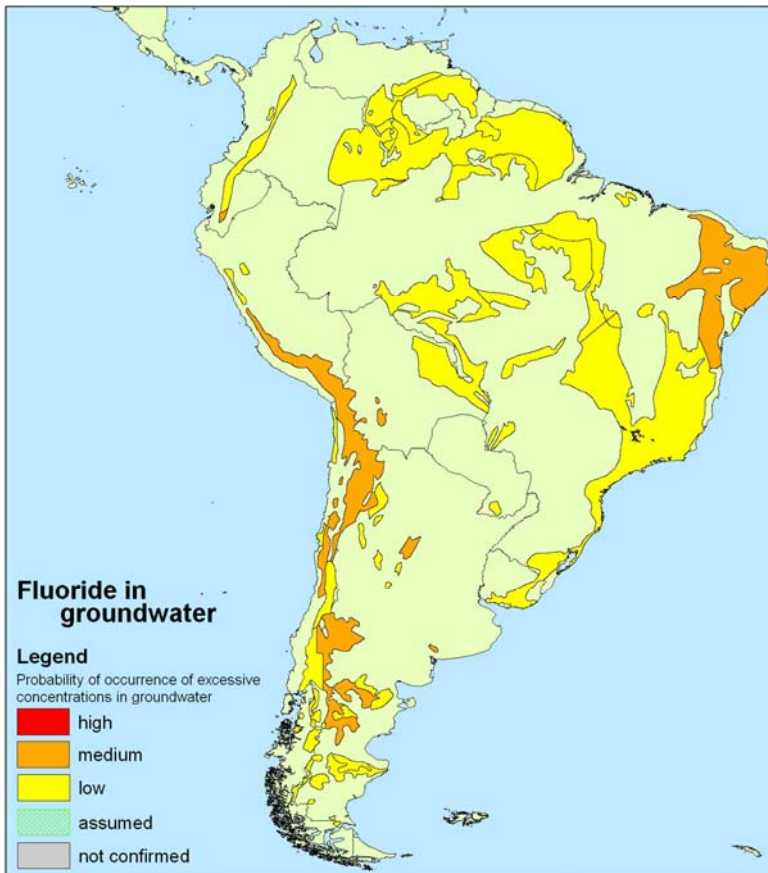 Fluoride in
groundwater
Legend
Probability of occurrence of excessive
concentrations in groundwater
high
medium
low
assumed
not confirmed